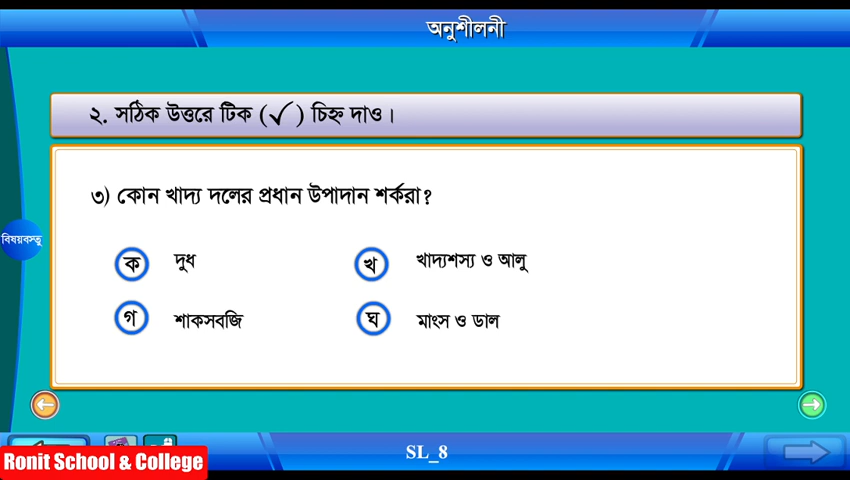 অনুশীলনী
২. সঠিক উত্তরে টিক (✓) চিহ্ন দাও।
৩) কোন খাদ্য দলের প্রধান উপাদান শর্করা?
বিষয়বস্তু
ক দুধ
খ খাদ্যশস্য ও আলু
গ শাকসবজি
ঘ মাংস ও ডাল
SL_8
Ronit School & College